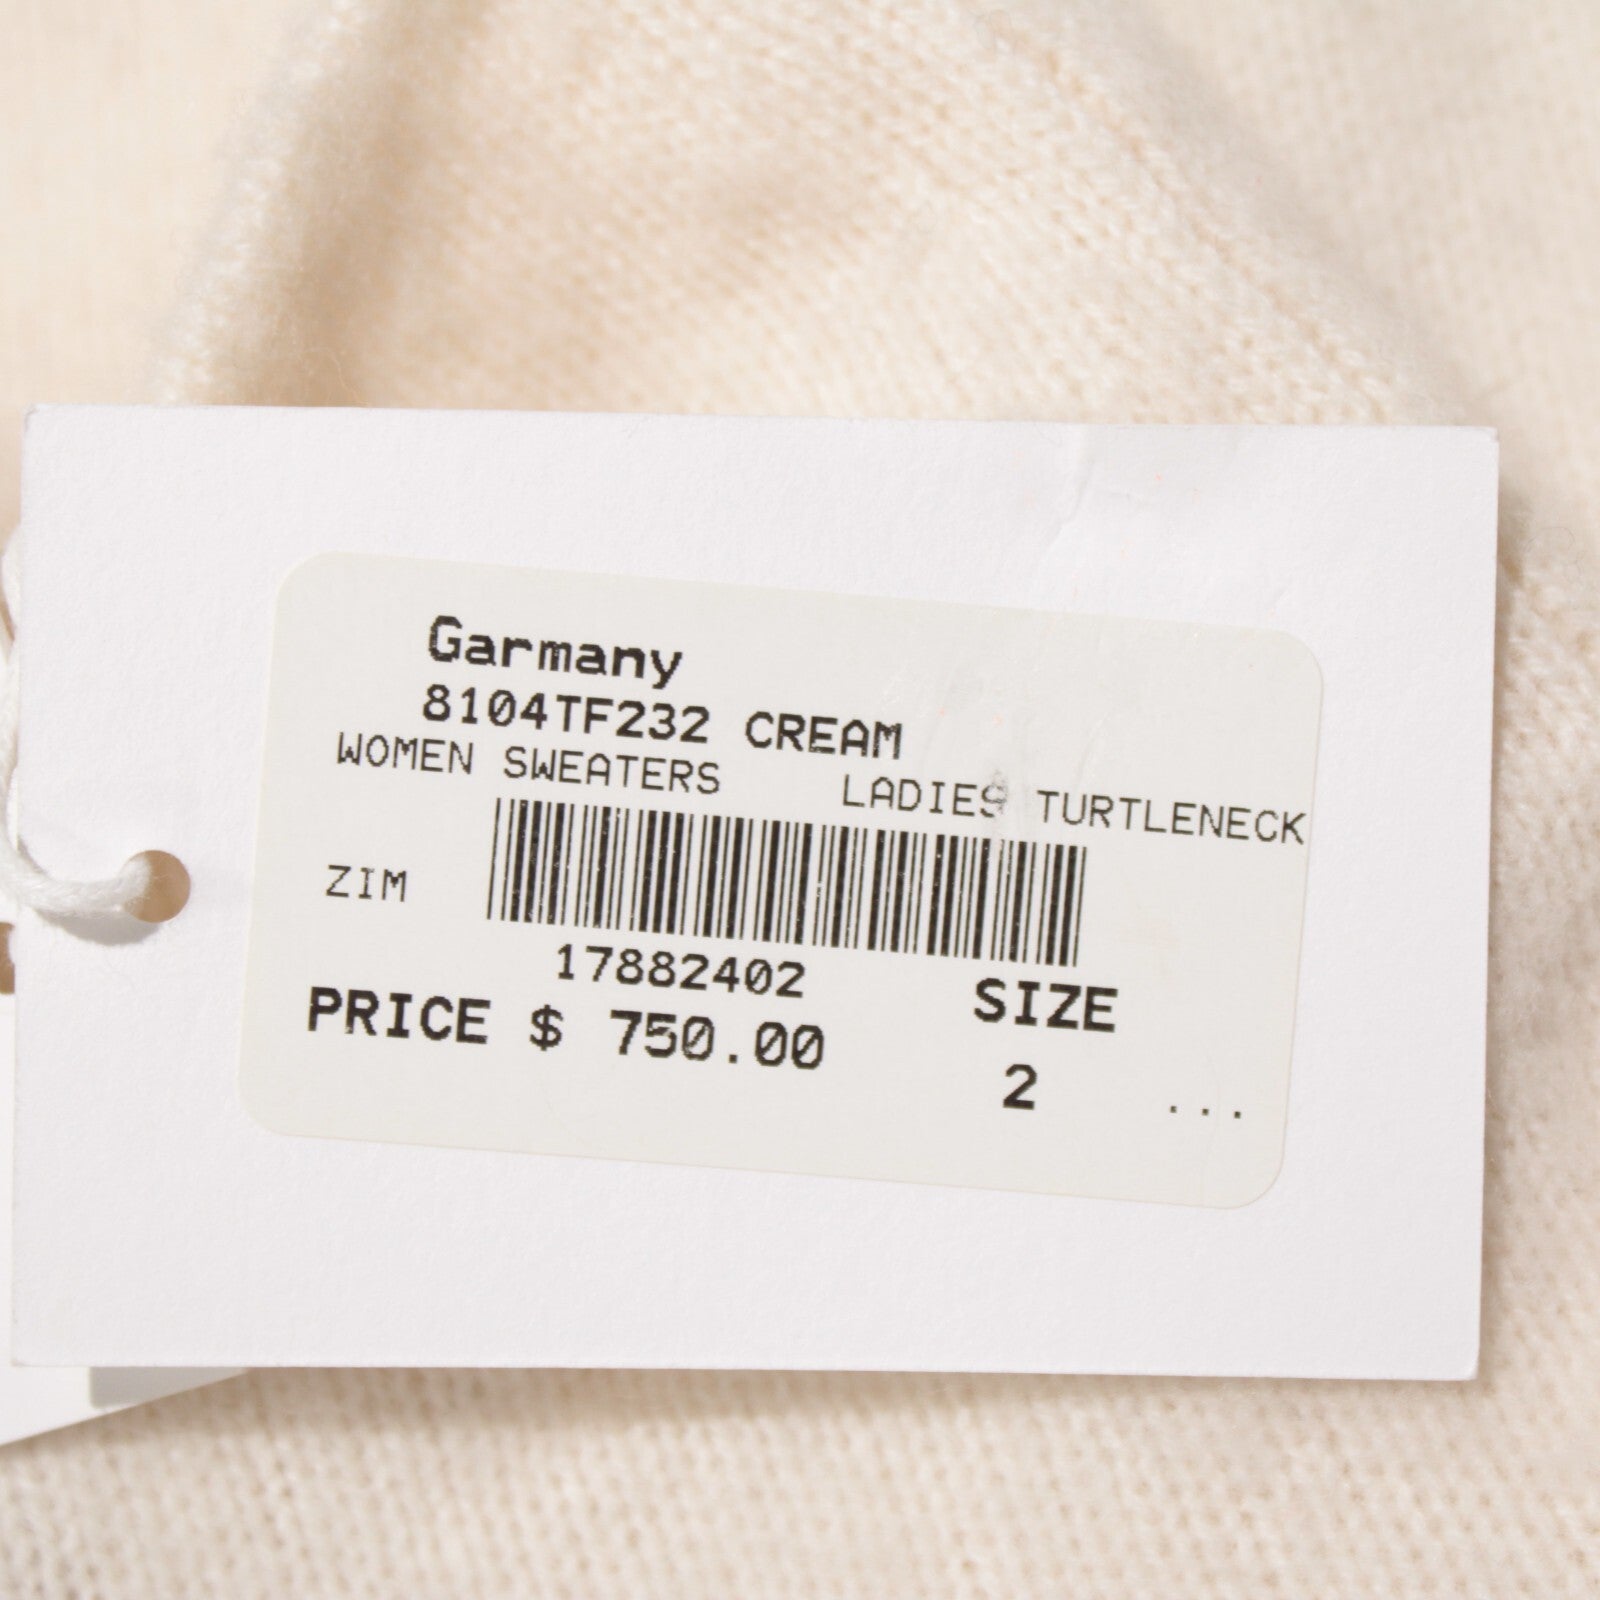 Garmany
8104TF232 CREAM
WOMEN SWEATERS LADIES TURTLENECK
ZIM
17882402
PRICE $ 750.00 SIZE
2 ...